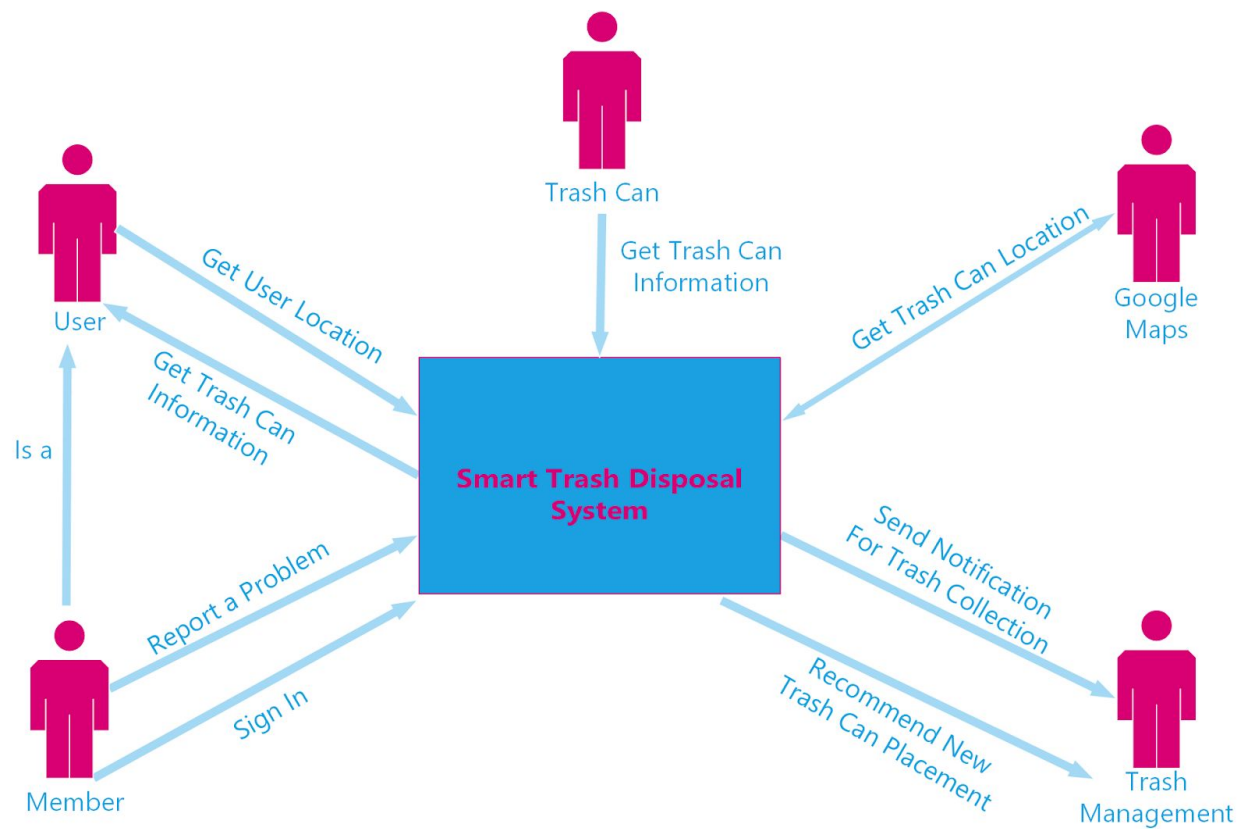 Trash Can
Get Trash Can
Information
User
Get User Location
Get Trash Can
Information
Get Trash Can Location
Google
Maps
Is a
Smart Trash Disposal
System
Report a Problem
Sign In
Member
Send Notification
For Trash Collection
Recommend New
Trash Can Placement
Trash
Management